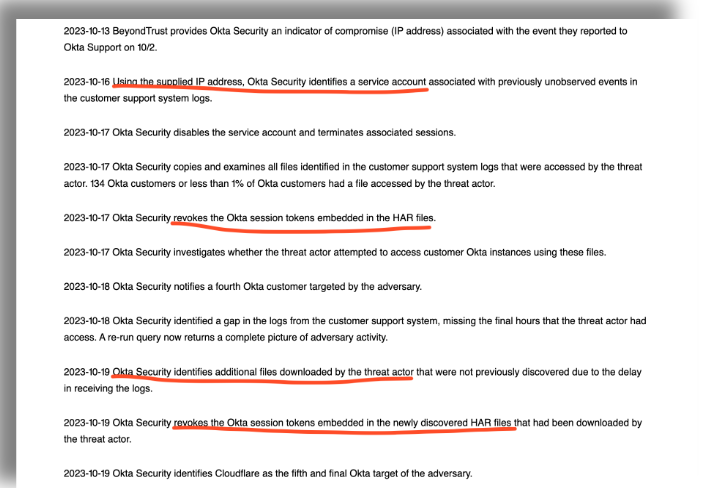 2023-10-13 BeyondTrust provides Okta Security an indicator of compromise (IP address) associated with the event they reported to
Okta Support on 10/2.
2023-10-16 Using the supplied IP address, Okta Security identifies a service account associated with previously unobserved events in
the customer support system logs.
2023-10-17 Okta Security disables the service account and terminates associated sessions.
2023-10-17 Okta Security copies and examines all files identified in the customer support system logs that were accessed by the threat
actor. 134 Okta customers or less than 1% of Okta customers had a file accessed by the threat actor.
2023-10-17 Okta Security revokes the Okta session tokens embedded in the HAR files.
2023-10-17 Okta Security investigates whether the threat actor attempted to access customer Okta instances using these files.
2023-10-18 Okta Security notifies a fourth Okta customer targeted by the adversary.
2023-10-18 Okta Security identified a gap in the logs from the customer support system, missing the final hours that the threat actor had
access. A re-run query now returns a complete picture of adversary activity.
2023-10-19 Okta Security identifies additional files downloaded by the threat actor that were not previously discovered due to the delay
in receiving the logs.
2023-10-19 Okta Security revokes the Okta session tokens embedded in the newly discovered HAR files that had been downloaded by
the threat actor.
2023-10-19 Okta Security identifies Cloudflare as the fifth and final Okta target of the adversary.